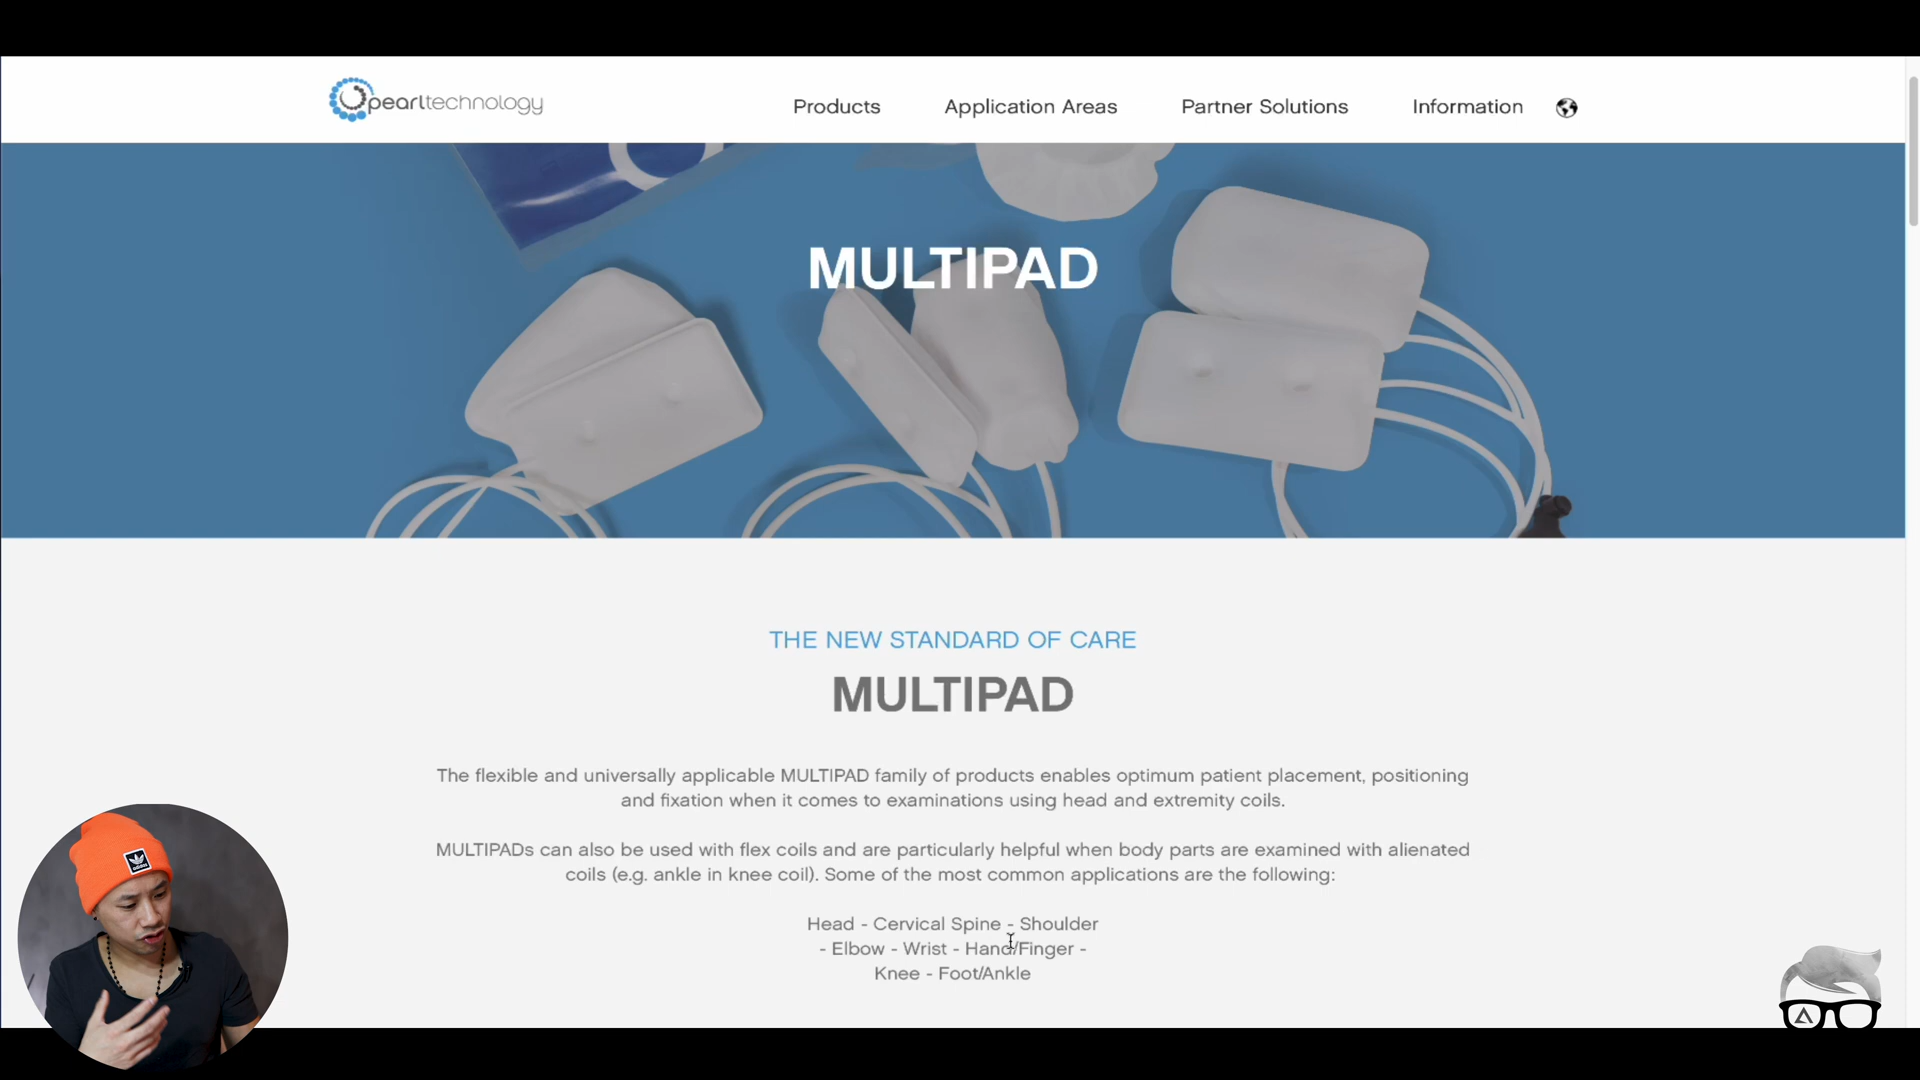 pearltechnology
Products
Application Areas
Partner Solutions
Information
MULTIPAD
THE NEW STANDARD OF CARE
MULTIPAD
The flexible and universally applicable MULTIPAD family of products enables optimum patient placement, positioning
and fixation when it comes to examinations using head and extremity coils.
MULTIPADs can also be used with flex coils and are particularly helpful when body parts are examined with alienated
coils (e.g. ankle in knee coil). Some of the most common applications are the following:
Head - Cervical Spine - Shoulder
- Elbow - Wrist - Hand/Finger -
Knee - Foot/Ankle
adidas